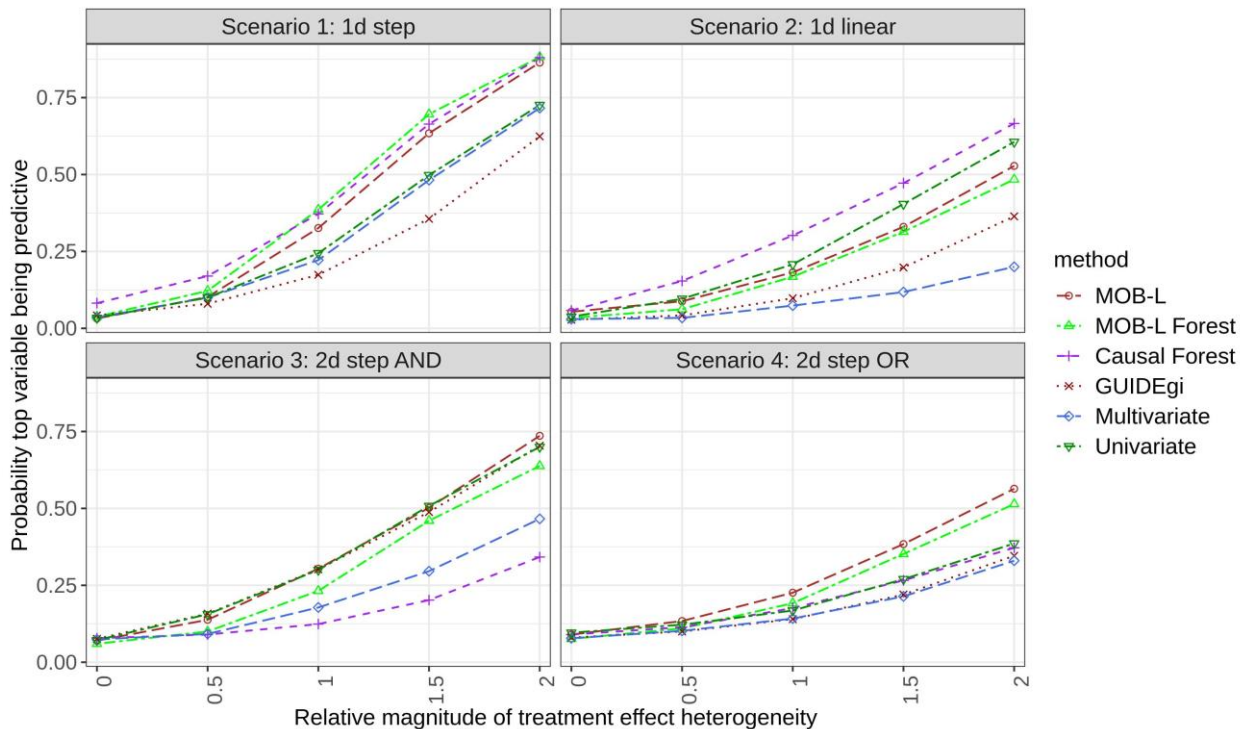 Scenario 1: 1d step
Scenario 2: 1d linear
0.75
0.50
0.25
0.00
Scenario 3: 2d step AND
Scenario 4: 2d step OR
0.75
0.50
0.25
0.00
0
0.5
1
1.5
2
0
0.5
1
1.5
2
Relative magnitude of treatment effect heterogeneity
Probability top variable being predictive
method
MOB-L
MOB-L Forest
Causal Forest
GUIDEgi
Multivariate
Univariate